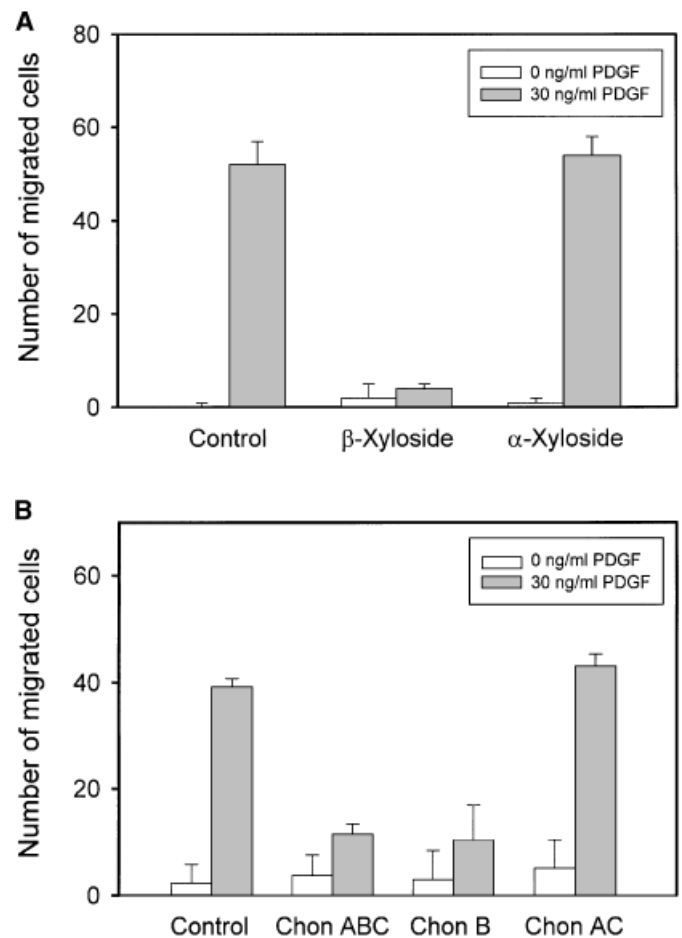 A
Number of migrated cells
80
60
40
20
0
0 ng/ml PDGF
30 ng/ml PDGF
Control
β-Xyloside
α-Xyloside
B
Number of migrated cells
60
40
20
0
0 ng/ml PDGF
30 ng/ml PDGF
Control
Chon ABC
Chon B
Chon AC